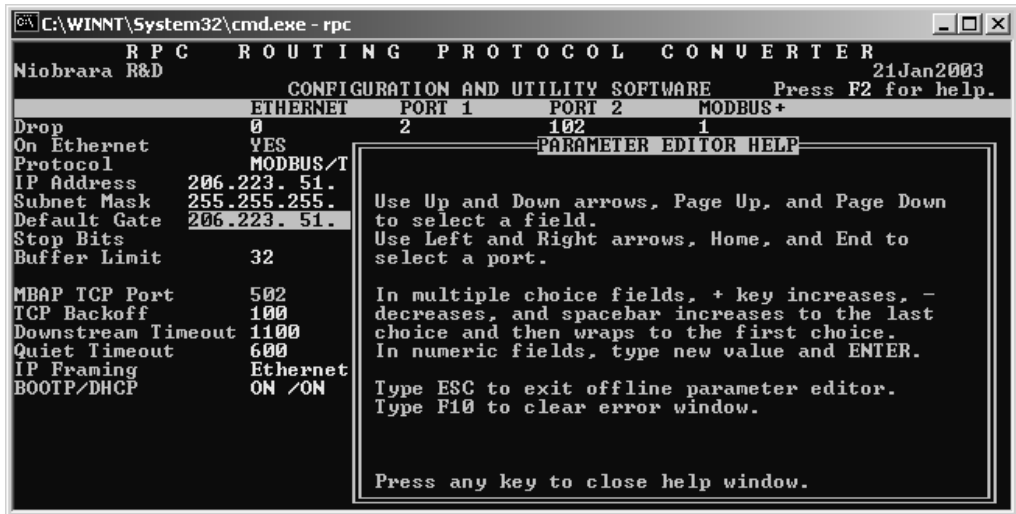 C:\WINNT\System32\cmd.exe - rpc
R P C   R O U T I N G   P R O T O C O L   C O N V E R T E R
Niobrara R&D 21Jan2003
CONFIGURATION AND UTILITY SOFTWARE Press F2 for help.
ETHERNET PORT 1 PORT 2 MODBUS+
Drop 0 2 102 1
On Ethernet YES
Protocol MODBUS/T
IP Address 206.223. 51.
Subnet Mask 255.255.255.
Default Gate 206.223. 51.
Stop Bits
Buffer Limit 32
MBAP TCP Port 502
TCP Backoff 100
Downstream Timeout 1100
Quiet Timeout 600
IP Framing Ethernet
BOOTP/DHCP ON /ON
PARAMETER EDITOR HELP
Use Up and Down arrows, Page Up, and Page Down
to select a field.
Use Left and Right arrows, Home, and End to
select a port.
In multiple choice fields, + key increases, -
decreases, and spacebar increases to the last
choice and then wraps to the first choice.
In numeric fields, type new value and ENTER.
Type ESC to exit offline parameter editor.
Type F10 to clear error window.
Press any key to close help window.